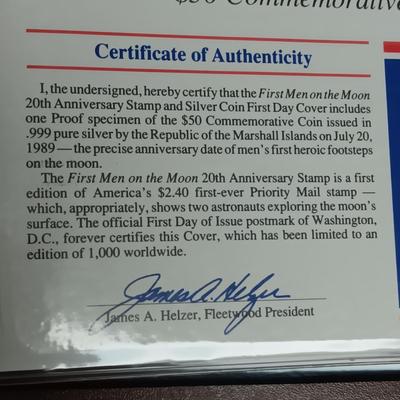 $50 Commemorative
Certificate of Authenticity
I, the undersigned, hereby certify that the First Men on the Moon
20th Anniversary Stamp and Silver Coin First Day Cover includes
one Proof specimen of the $50 Commemorative Coin issued in
.999 pure silver by the Republic of the Marshall Islands on July 20,
1989 — the precise anniversary date of men's first heroic footsteps
on the moon.
The First Men on the Moon 20th Anniversary Stamp is a first
edition of America's $2.40 first-ever Priority Mail stamp —
which, appropriately, shows two astronauts exploring the moon's
surface. The official First Day of Issue postmark of Washington,
D.C., forever certifies this Cover, which has been limited to an
edition of 1,000 worldwide.
James A. Helzer
James A. Helzer, Fleetwood President